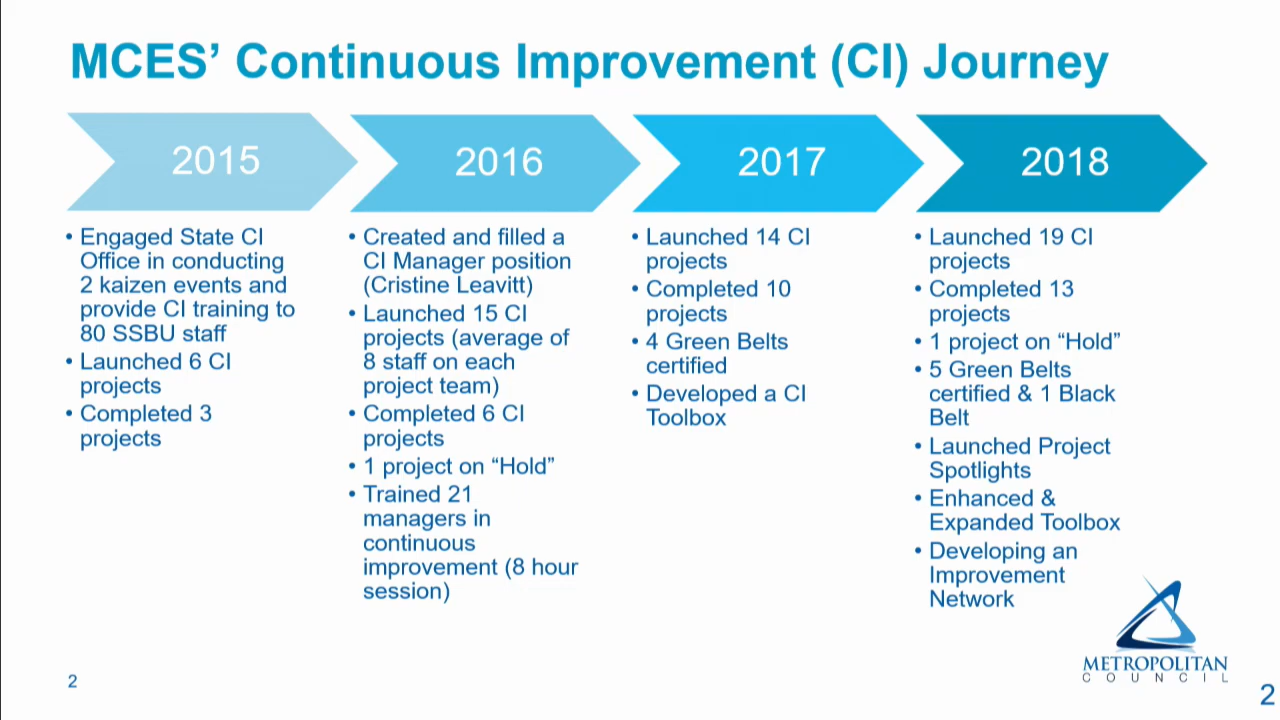 MCES’ Continuous Improvement (CI) Journey
2015
• Engaged State CI
Office in conducting
2 kaizen events and
provide CI training to
80 SSBU staff
• Launched 6 CI
projects
• Completed 3
projects
2016
• Created and filled a
CI Manager position
(Cristine Leavitt)
• Launched 15 CI
projects (average of
8 staff on each
project team)
• Completed 6 CI
projects
• 1 project on “Hold”
• Trained 21
managers in
continuous
improvement (8 hour
session)
2017
• Launched 14 CI
projects
• Completed 10
projects
• 4 Green Belts
certified
• Developed a CI
Toolbox
2018
• Launched 19 CI
projects
• Completed 13
projects
• 1 project on “Hold”
• 5 Green Belts
certified & 1 Black
Belt
• Launched Project
Spotlights
• Enhanced &
Expanded Toolbox
• Developing an
Improvement
Network
METROPOLITAN
COUNCIL
2
2